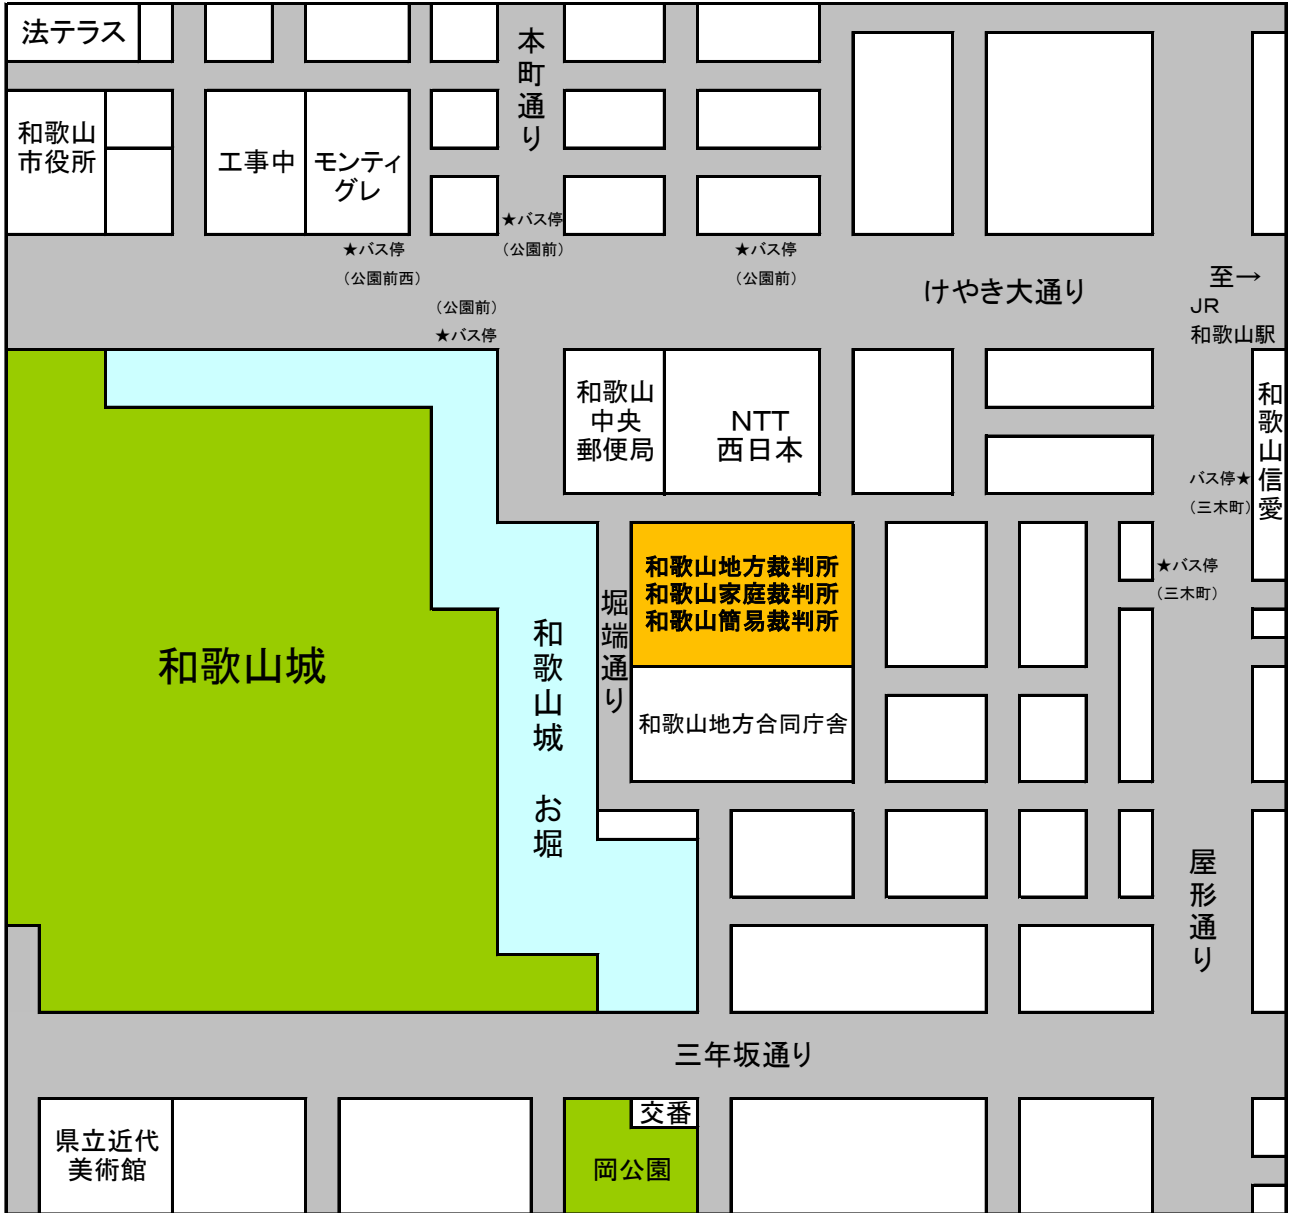 法テラス
本町通り
和歌山
市役所
工事中
モンティ
グレ
★バス停
(公園前)
★バス停
(公園前西)
★バス停
(公園前)
(公園前)
★バス停
けやき大通り
至→
JR
和歌山駅
和歌山
中央
郵便局
NTT
西日本
和歌山信愛
バス停★
(三木町)
★バス停
(三木町)
和歌山地方裁判所
和歌山家庭裁判所
和歌山簡易裁判所
堀端通り
和歌山城
和歌山城 お堀
和歌山地方合同庁舎
屋形通り
三年坂通り
県立近代
美術館
交番
岡公園